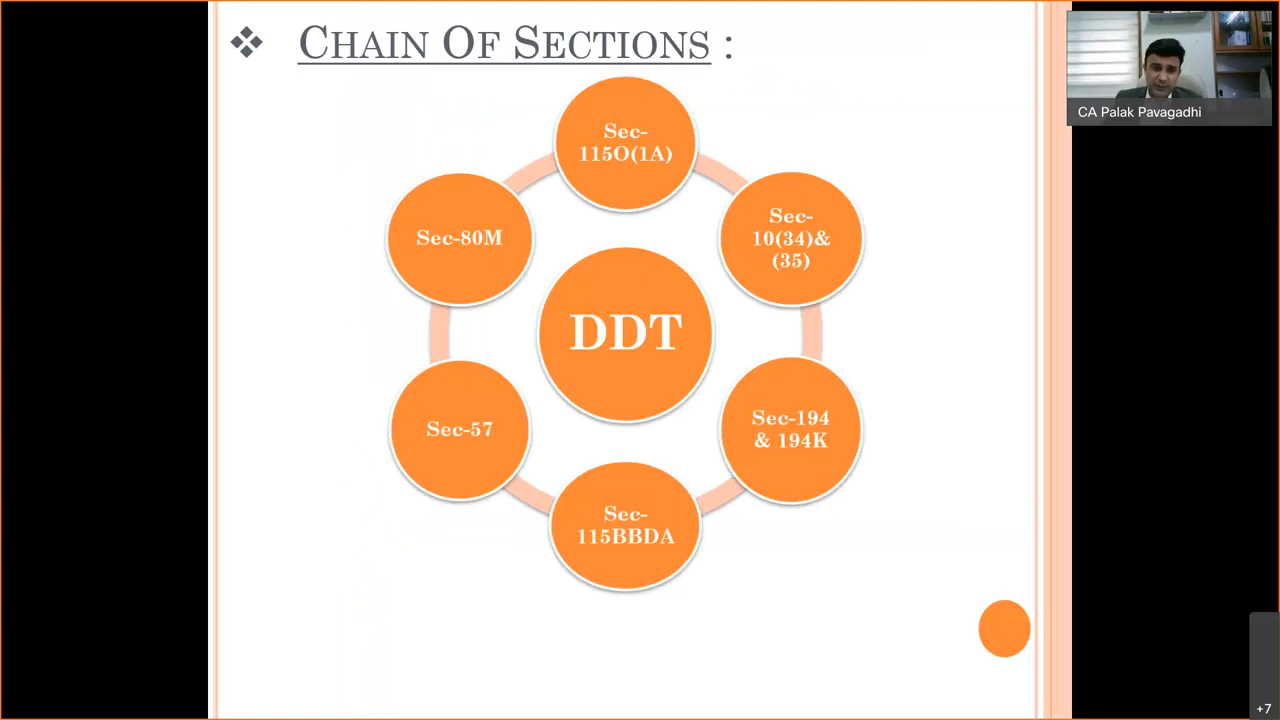 CHAIN OF SECTIONS :
CA Palak Pavagadhi
Sec-
115O(1A)
Sec-80M
Sec-
10(34)&
(35)
DDT
Sec-57
Sec-194
& 194K
Sec-
115BBDA
+7